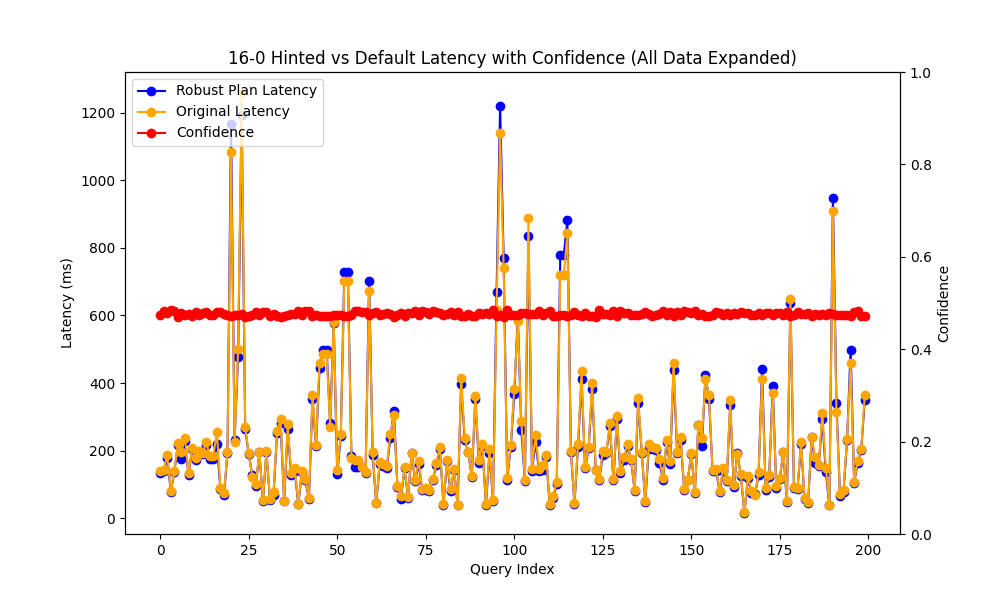 16-0 Hinted vs Default Latency with Confidence (All Data Expanded)
Robust Plan Latency
Original Latency
Confidence
Latency (ms)
1200
1000
800
600
400
200
0
1.0
0.8
0.6
0.4
0.2
0.0
Confidence
0 25 50 75 100 125 150 175 200
Query Index